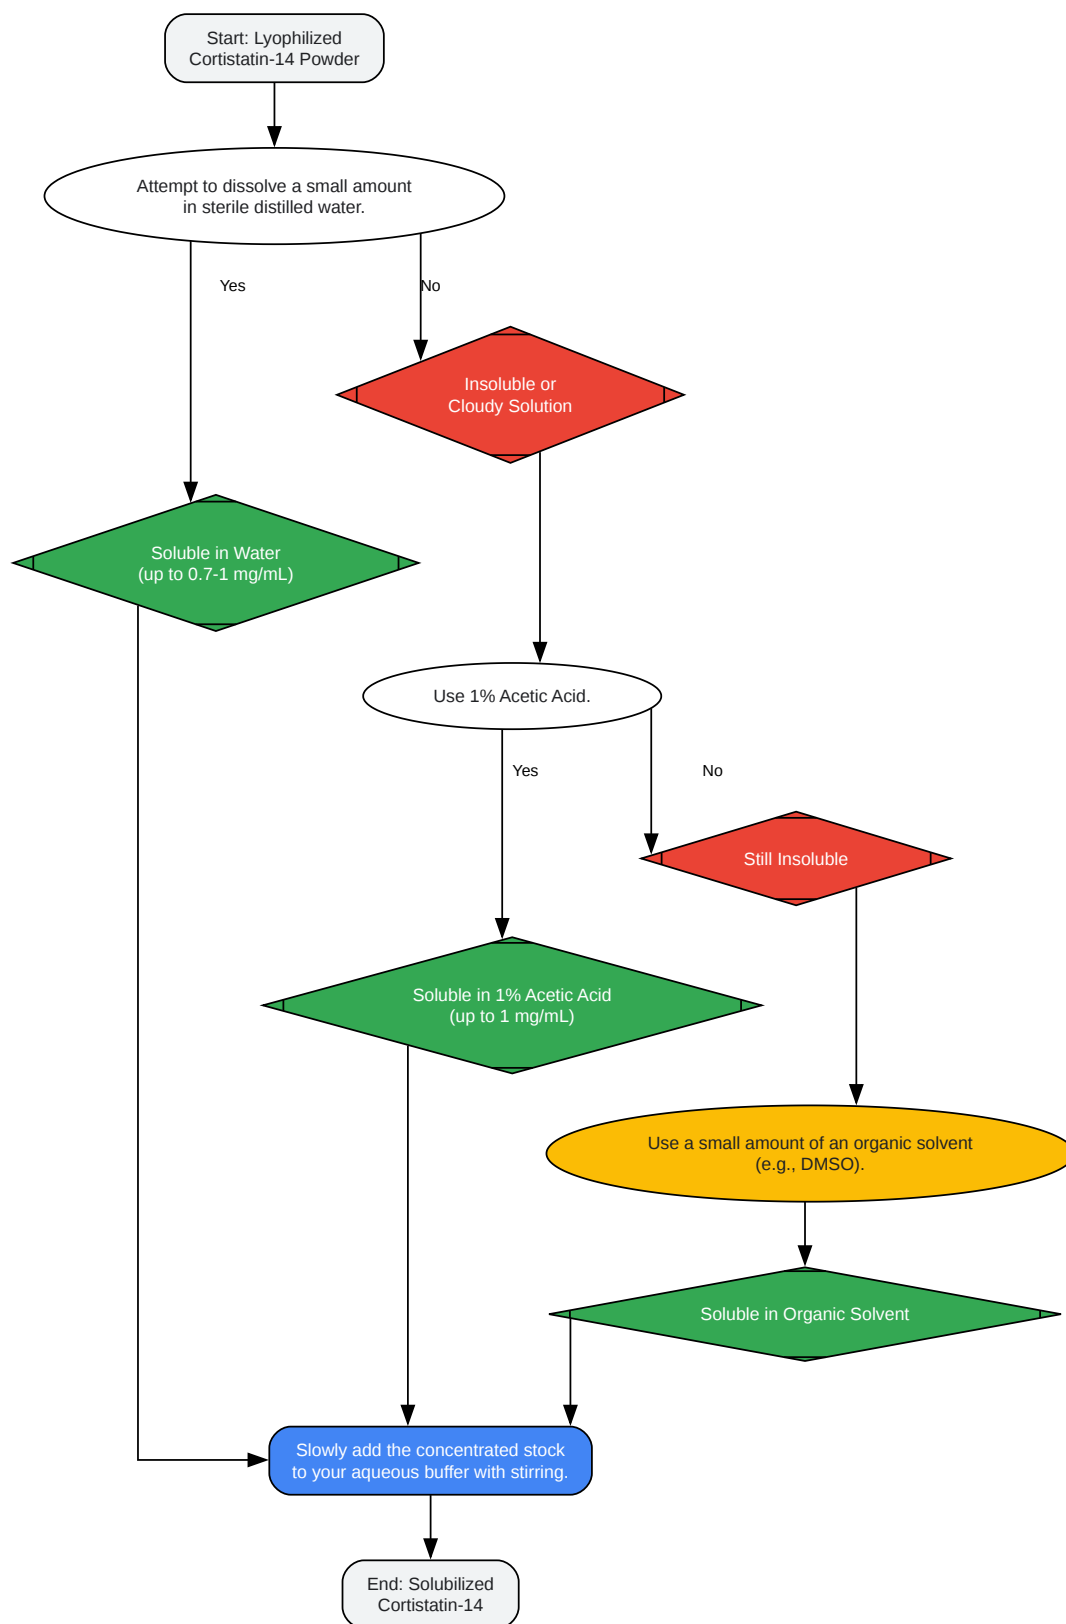 Start: Lyophilized
Cortistatin-14 Powder
Attempt to dissolve a small amount
in sterile distilled water.
Yes
No
Insoluble or
Cloudy Solution
Soluble in Water
(up to 0.7-1 mg/mL)
Use 1% Acetic Acid.
Yes
No
Still Insoluble
Soluble in 1% Acetic Acid
(up to 1 mg/mL)
Use a small amount of an organic solvent
(e.g., DMSO).
Soluble in Organic Solvent
Slowly add the concentrated stock
to your aqueous buffer with stirring.
End: Solubilized
Cortistatin-14